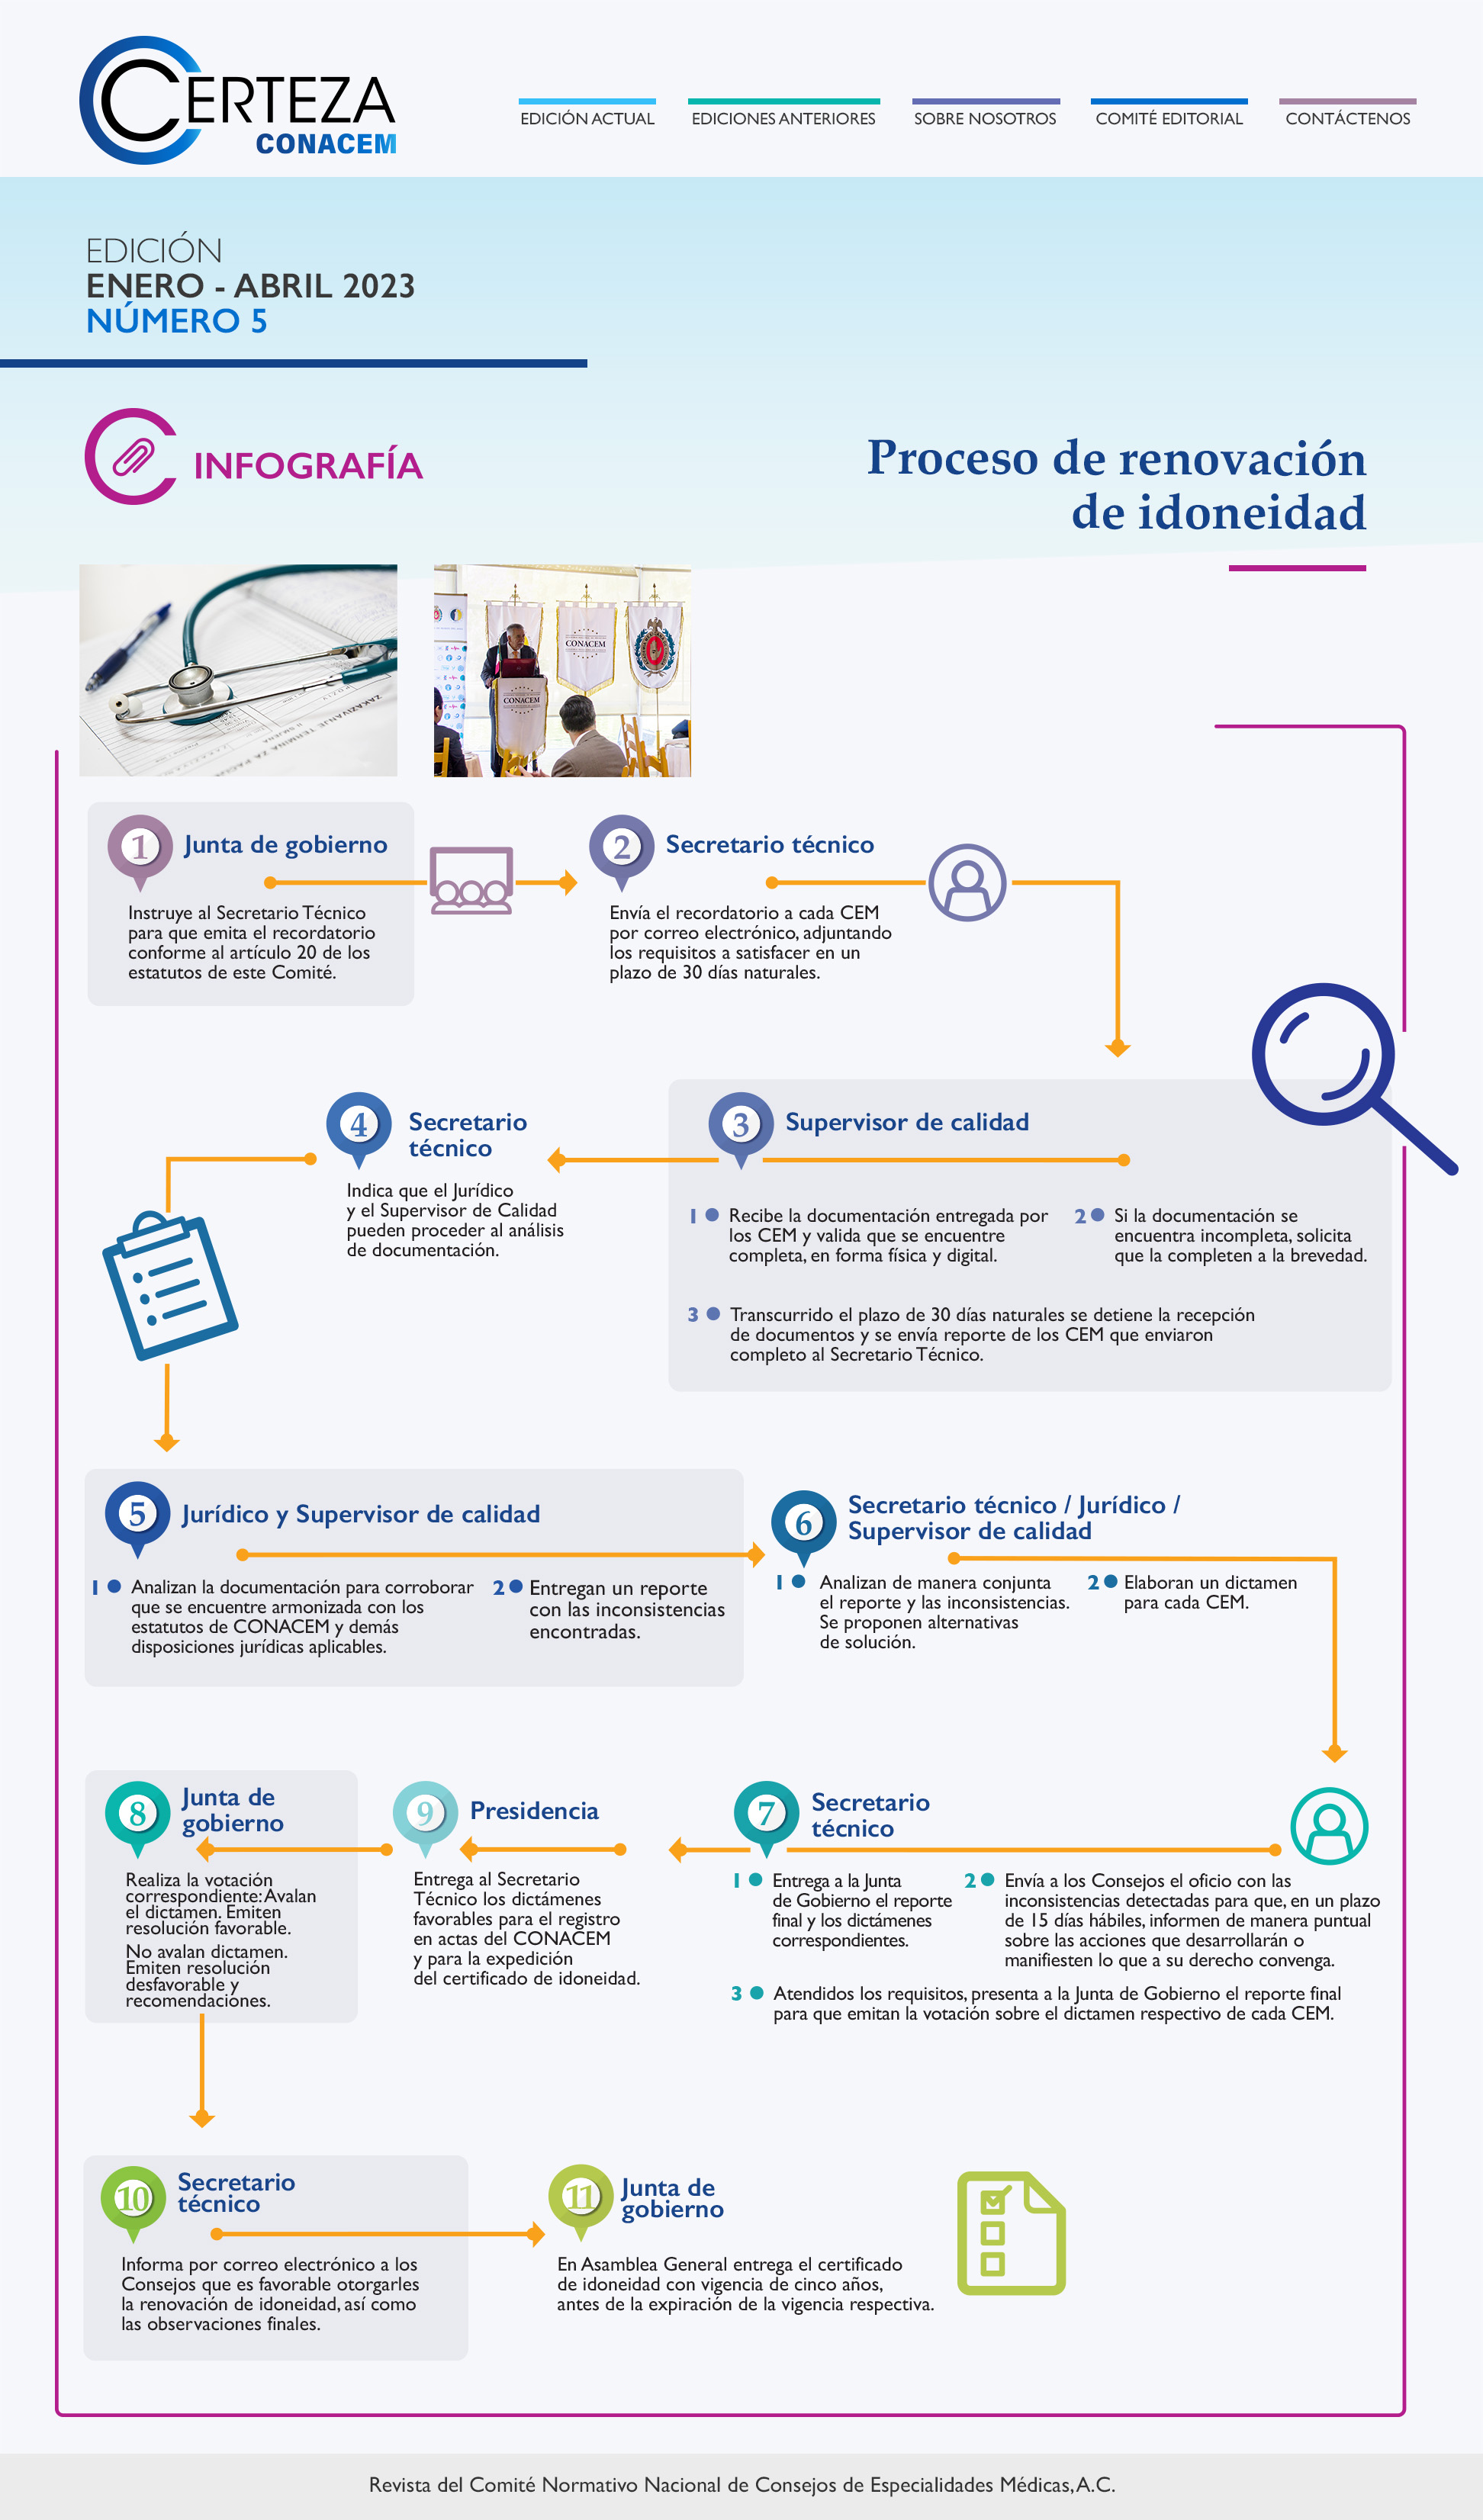 CERTEZA
CONACEM
EDICIÓN ACTUAL
EDICIONES ANTERIORES
SOBRE NOSOTROS
COMITÉ EDITORIAL
CONTÁCTENOS
EDICIÓN
ENERO - ABRIL 2023
NÚMERO 5
INFOGRAFÍA
Proceso de renovación
de idoneidad
ZAKAZIVANJE TERMINA ZA
CONACEM
CONACEM
1
Junta de gobierno
Instruye al Secretario Técnico
para que emita el recordatorio
conforme al artículo 20 de los
estatutos de este Comité.
2
Secretario técnico
Envía el recordatorio a cada CEM
por correo electrónico, adjuntando
los requisitos a satisfacer en un
plazo de 30 días naturales.
3
Supervisor de calidad
1 Recibe la documentación entregada por
los CEM y valida que se encuentre
completa, en forma física y digital.
2 Si la documentación se
encuentra incompleta, solicita
que la completen a la brevedad.
3 Transcurrido el plazo de 30 días naturales se detiene la recepción
de documentos y se envía reporte de los CEM que enviaron
completo al Secretario Técnico.
4
Secretario
técnico
Indica que el Jurídico
y el Supervisor de Calidad
pueden proceder al análisis
de documentación.
5
Jurídico y Supervisor de calidad
1 Analizan la documentación para corroborar
que se encuentre armonizada con los
estatutos de CONACEM y demás
disposiciones jurídicas aplicables.
2 Entregan un reporte
con las inconsistencias
encontradas.
6
Secretario técnico / Jurídico /
Supervisor de calidad
1 Analizan de manera conjunta
el reporte y las inconsistencias.
Se proponen alternativas
de solución.
2 Elaboran un dictamen
para cada CEM.
7
Secretario
técnico
1 Entrega a la Junta
de Gobierno el reporte
final y los dictámenes
correspondientes.
2 Envía a los Consejos el oficio con las
inconsistencias detectadas para que, en un plazo
de 15 días hábiles, informen de manera puntual
sobre las acciones que desarrollarán o
manifiesten lo que a su derecho convenga.
3 Atendidos los requisitos, presenta a la Junta de Gobierno el reporte final
para que emitan la votación sobre el dictamen respectivo de cada CEM.
8
Junta de
gobierno
Realiza la votación
correspondiente: Avalan
el dictamen. Emiten
resolución favorable.
No avalan dictamen.
Emiten resolución
desfavorable y
recomendaciones.
9
Presidencia
Entrega al Secretario
Técnico los dictámenes
favorables para el registro
en actas del CONACEM
y para la expedición
del certificado de idoneidad.
10
Secretario
técnico
Informa por correo electrónico a los
Consejos que es favorable otorgarles
la renovación de idoneidad, así como
las observaciones finales.
11
Junta de
gobierno
En Asamblea General entrega el certificado
de idoneidad con vigencia de cinco años,
antes de la expiración de la vigencia respectiva.
Revista del Comité Normativo Nacional de Consejos de Especialidades Médicas, A.C.